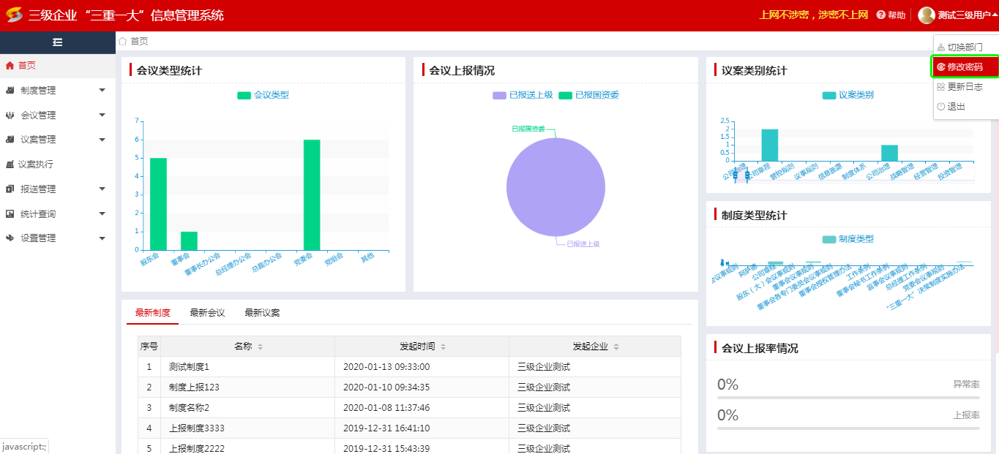 三级企业 “三重一大” 信息管理系统
上网不涉密，涉密不上网
帮助
测试三级用户
首页
切换部门
修改密码
更新日志
退出
首页
制度管理
会议管理
议案管理
议案执行
报送管理
统计查询
设置管理
会议类型统计
会议类型
7
6
5
4
3
2
1
0
股东会
董事会
董事长办公会
总经理办公会
总裁办公会
党委会
党组会
其他
会议上报情况
已报送上级
已报国资委
已报国资委
已报送上级
议案类别统计
议案类别
2.5
2
1.5
1
0.5
0
公司治理
公司章程
管控规则
议事规则
信息披露
制度体系
公司治理
战略管理
经营管理
投资管理
制度类型统计
制度类型
会议事规则
阿萨德
公司章程
股东（大）会议事规则
董事会议事规则
董事会各专门委员会议事规则
董事会授权管理办法
工作条例
董事会秘书工作条例
监事会议事规则
总经理工作条例
党委会议事规则
“三重一大” 决策制度实施办法
会议上报率情况
0%
异常率
0%
上报率
最新制度 最新会议 最新议案
序号 名称 发起时间 发起企业
1 测试制度1 2020-01-13 09:33:00 三级企业测试
2 制度上报123 2020-01-10 09:34:35 三级企业测试
3 制度名称2 2020-01-08 11:37:46 三级企业测试
4 上报制度3333 2019-12-31 16:41:10 三级企业测试
5 上报制度2222 2019-12-31 15:43:39 三级企业测试
javascript:;